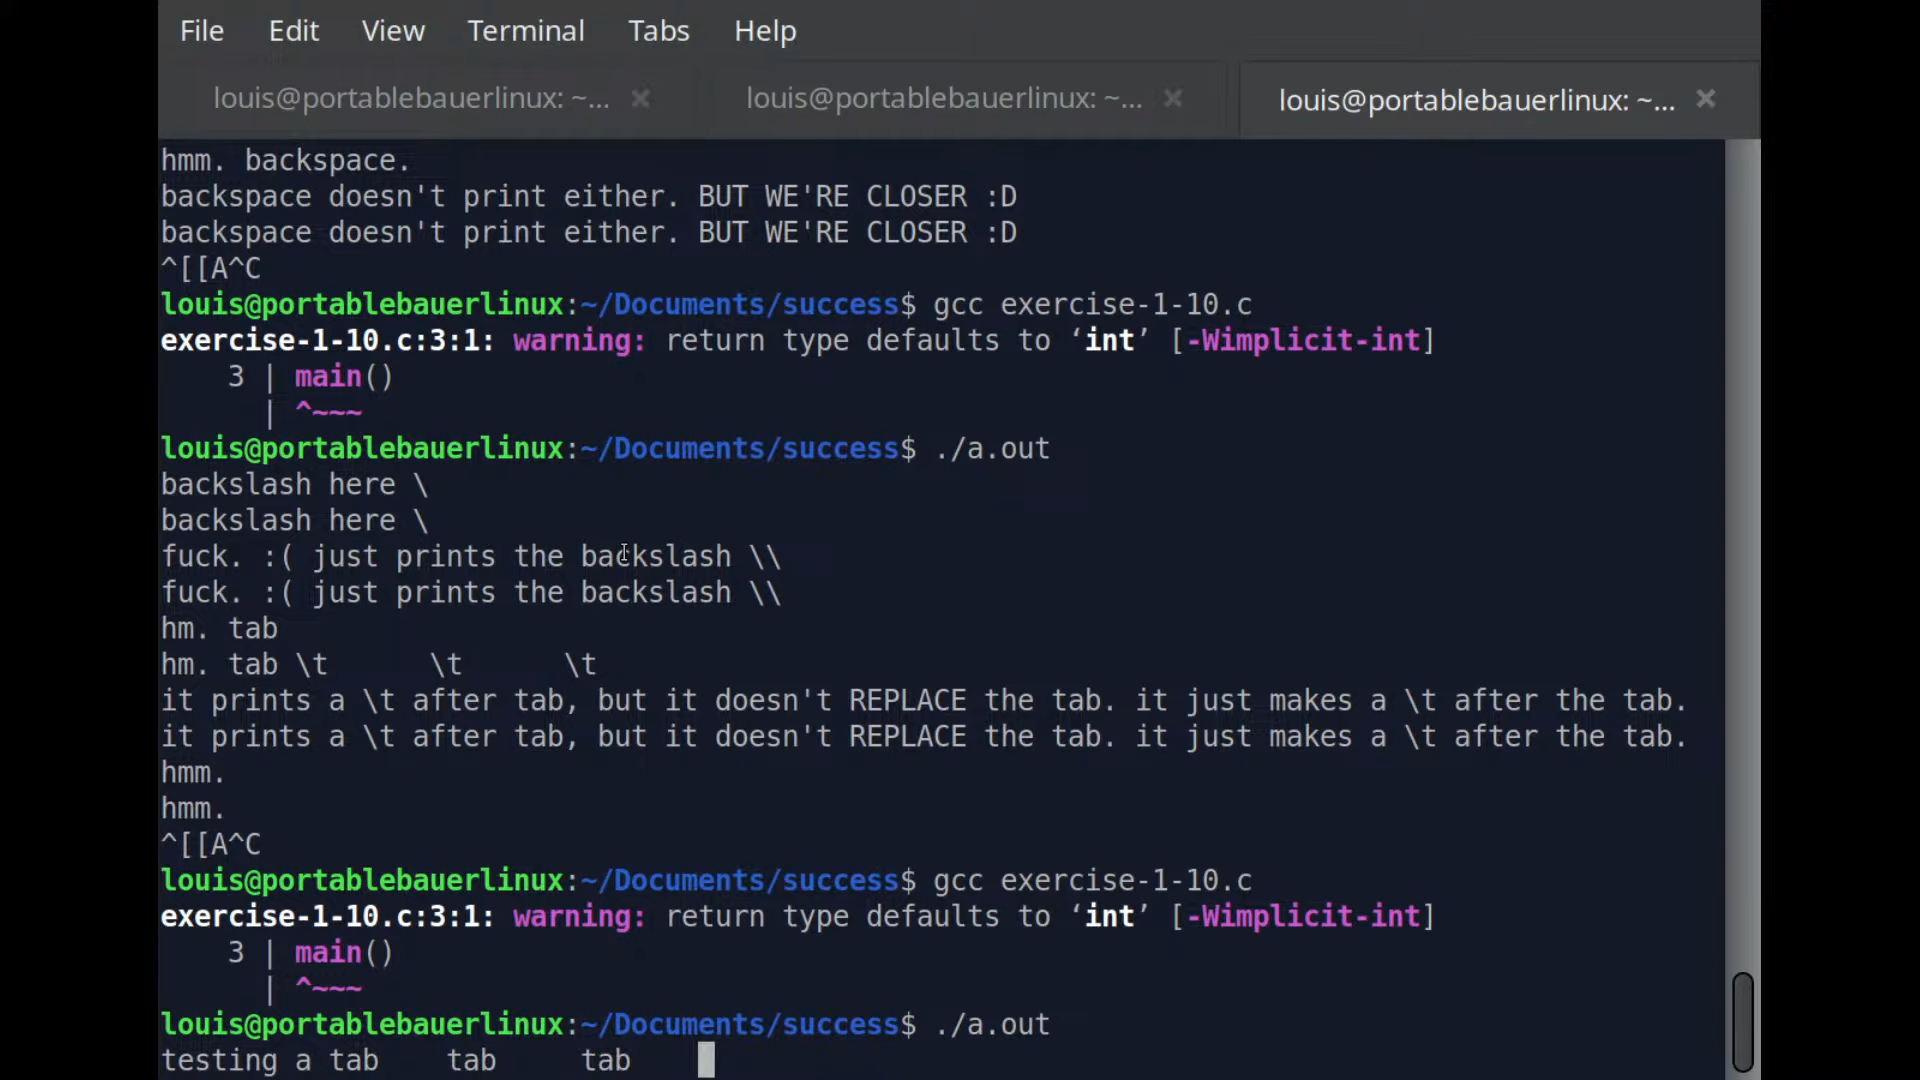 File Edit View Terminal Tabs Help
louis@portablebauerlinux: ~... × louis@portablebauerlinux: ~... × louis@portablebauerlinux: ~... ×
hmm. backspace.
backspace doesn't print either. BUT WE'RE CLOSER :D
backspace doesn't print either. BUT WE'RE CLOSER :D
^[[A^C
louis@portablebauerlinux:~/Documents/success$ gcc exercise-1-10.c
exercise-1-10.c:3:1: warning: return type defaults to ‘int’ [-Wimplicit-int]
    3 | main()
      | ^~~~
louis@portablebauerlinux:~/Documents/success$ ./a.out
backslash here \
backslash here \
fuck. :( just prints the backslash \\
fuck. :( just prints the backslash \\
hm. tab
hm. tab \t      \t      \t
it prints a \t after tab, but it doesn't REPLACE the tab. it just makes a \t after the tab.
it prints a \t after tab, but it doesn't REPLACE the tab. it just makes a \t after the tab.
hmm.
hmm.
^[[A^C
louis@portablebauerlinux:~/Documents/success$ gcc exercise-1-10.c
exercise-1-10.c:3:1: warning: return type defaults to ‘int’ [-Wimplicit-int]
    3 | main()
      | ^~~~
louis@portablebauerlinux:~/Documents/success$ ./a.out
testing a tab    tab     tab